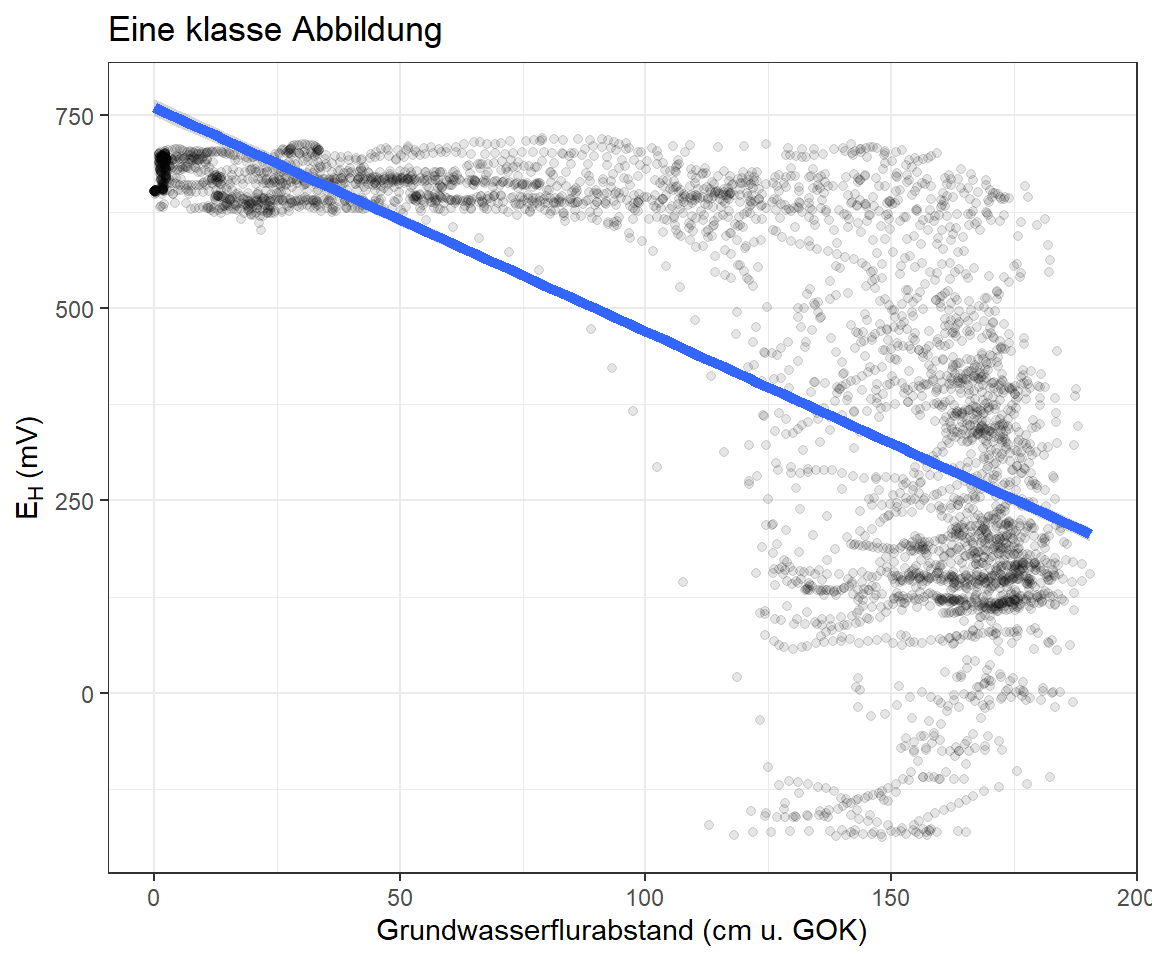 Eine klasse Abbildung
750
500
250
0
E_H (mV)
0 50 100 150 200
Grundwasserflurabstand (cm u. GOK)